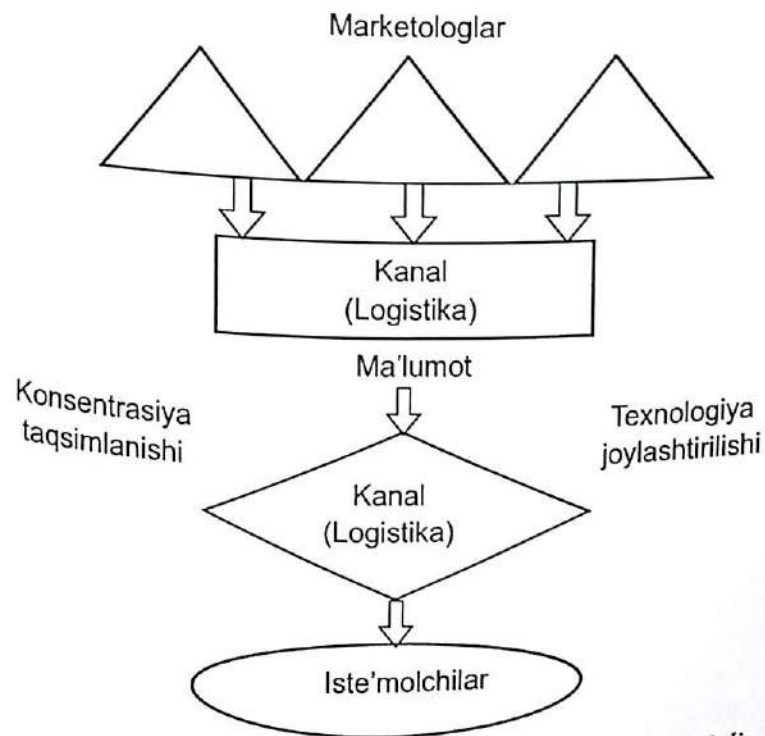 Marketologlar
Kanal
(Logistika)
Ma'lumot
Konsentrasiya
taqsimlanishi
Texnologiya
joylashtirilishi
Kanal
(Logistika)
Iste'molchilar